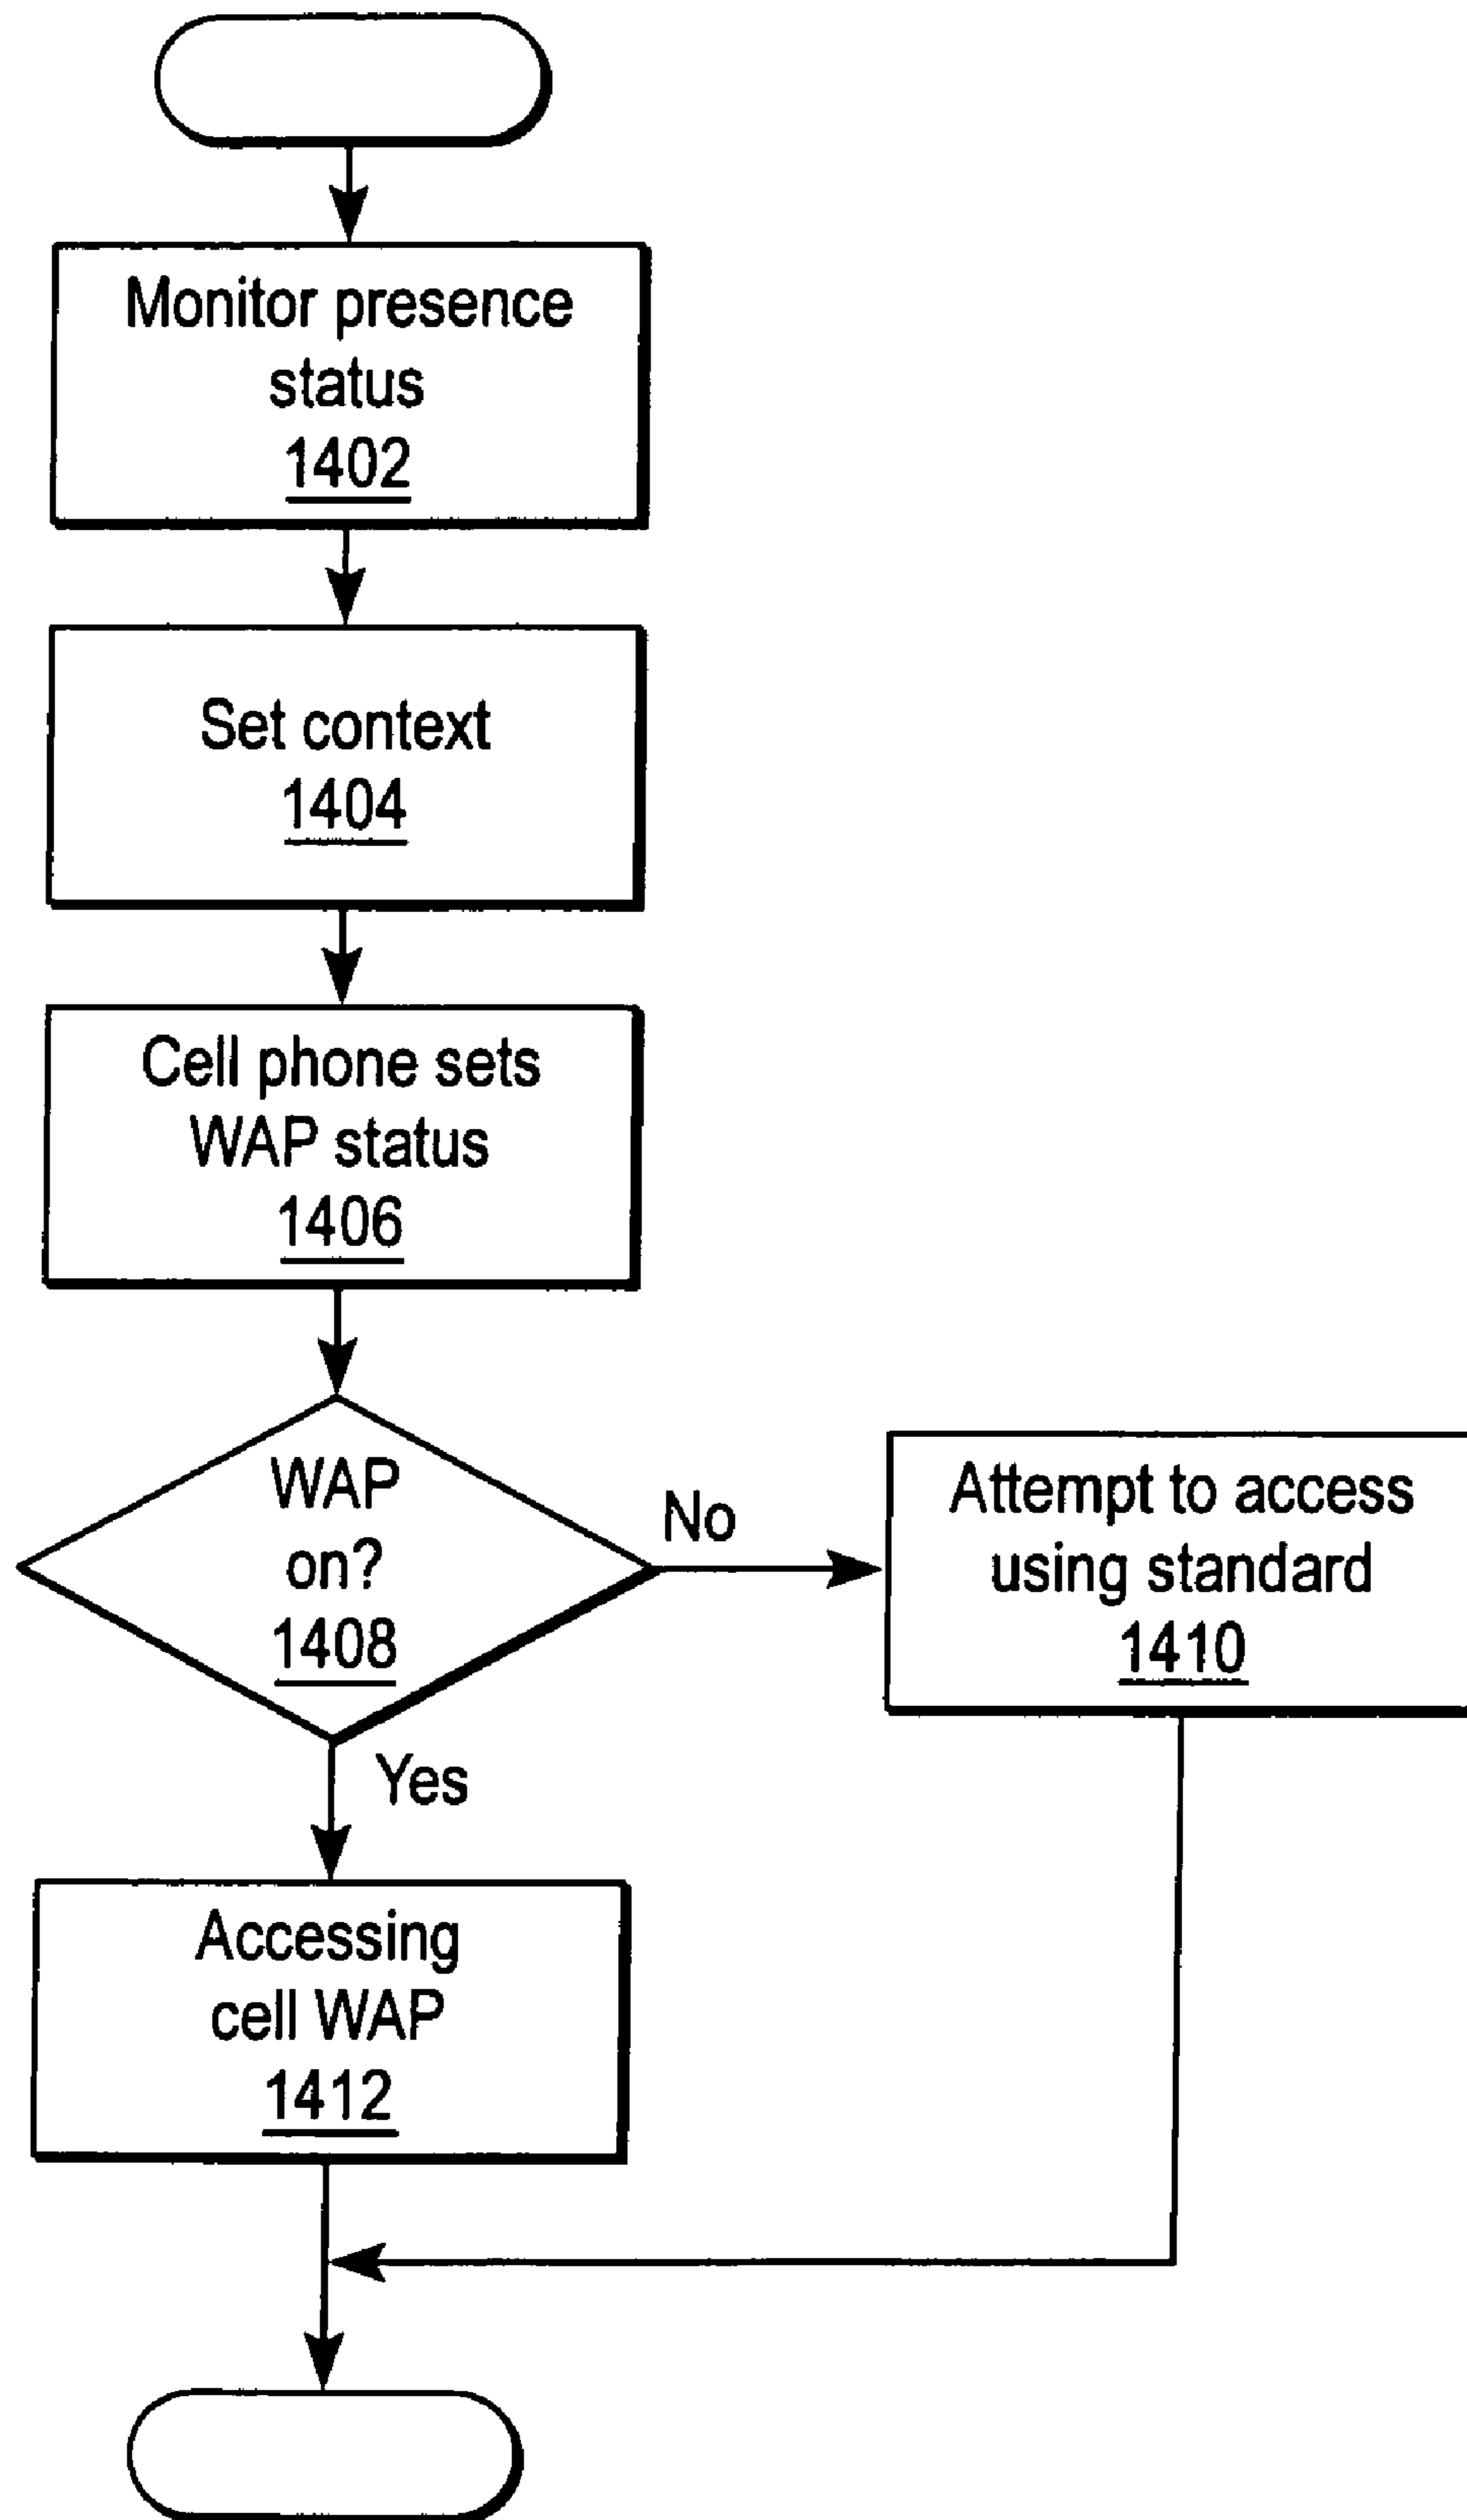 Monitor presence
status
1402
Set context
1404
Cell phone sets
WAP status
1406
WAP
on?
1408
No
Attempt to access
using standard
1410
Yes
Accessing
cell WAP
1412